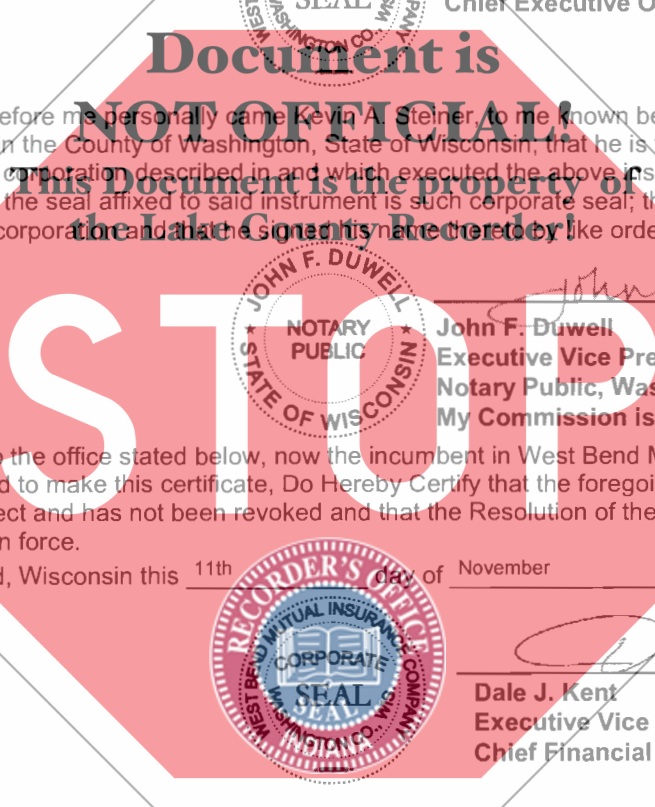 WEST
WASHINGTON CO. WIS
COMPANY
SEAL
Chief Executive O
Document is
efore me personally came Kevin A. Steiner, to me known be
NOT OFFICIAL!
n the County of Washington, State of Wisconsin; that he is
corporation described in and which executed the above ins
This Document is the property of
the seal affixed to said instrument is such corporate seal; th
corporation and that he signed his name thereto by like orde
the Lake County Recorder!
JOHN F. DUWELL
NOTARY
PUBLIC
STATE OF WISCONSIN
John
STOP
John F. Duwell
Executive Vice Pre
Notary Public, Was
My Commission is
o the office stated below, now the incumbent in West Bend M
d to make this certificate, Do Hereby Certify that the foregoi
ect and has not been revoked and that the Resolution of the
n force.
d, Wisconsin this 11th day of November
RECORDER'S OFFICE
WEST BEND MUTUAL INSURANCE COMPANY
CORPORATE
SEAL
SEAL
WASHINGTON CO. WIS
INDIANA
Dale J. Kent
Executive Vice
Chief Financial